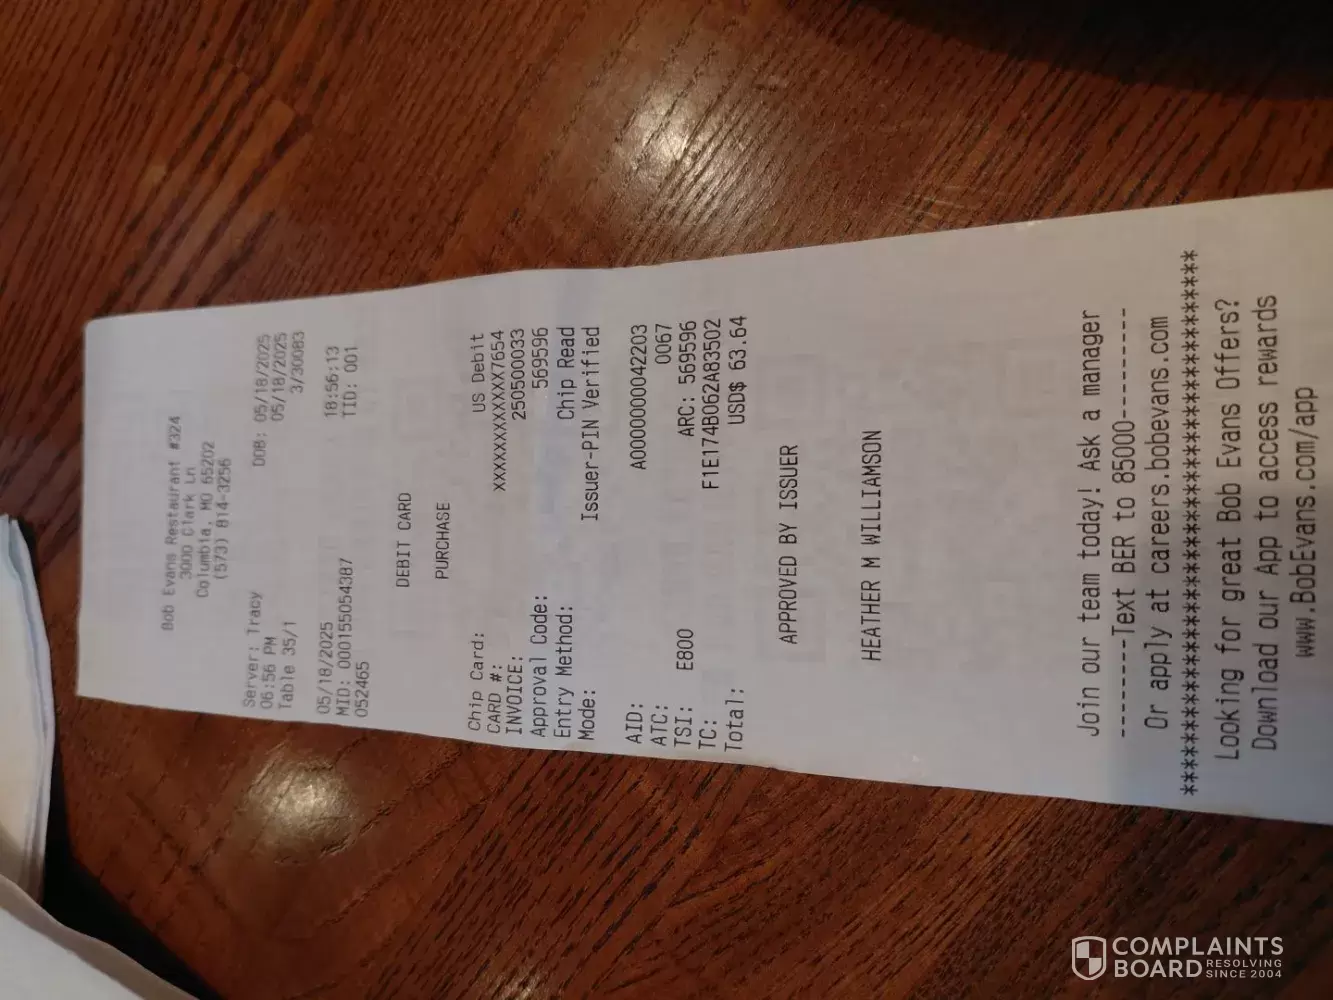 Bob Evans Restaurant #324
3000 Clark Ln
Columbia, MO 65202
(573) 814-3256
Server: Tracy DOB: 05/18/2025
06:56 PM 05/18/2025
Table 35/1 3/30083
05/18/2025 18:56:13
MID: 000155054387 TID: 001
052465
DEBIT CARD
PURCHASE
Chip Card: US Debit
CARD #: XXXXXXXXXXXX7654
INVOICE: 250500033
Approval Code: 569596
Entry Method: Chip Read
Mode: Issuer-PIN Verified
AID: A0000000042203
ATC: 0067
TSI: E800 ARC: 569596
TC: F1E174B062A83502
Total: USD$ 63.64
APPROVED BY ISSUER
HEATHER M WILLIAMSON
Join our team today! Ask a manager
--------Text BER to 85000---------
Or apply at careers.bobevans.com
**************************************
Looking for great Bob Evans Offers?
Download our App to access rewards
www.BobEvans.com/app
COMPLAINTS
BOARD RESOLVING
SINCE 2004